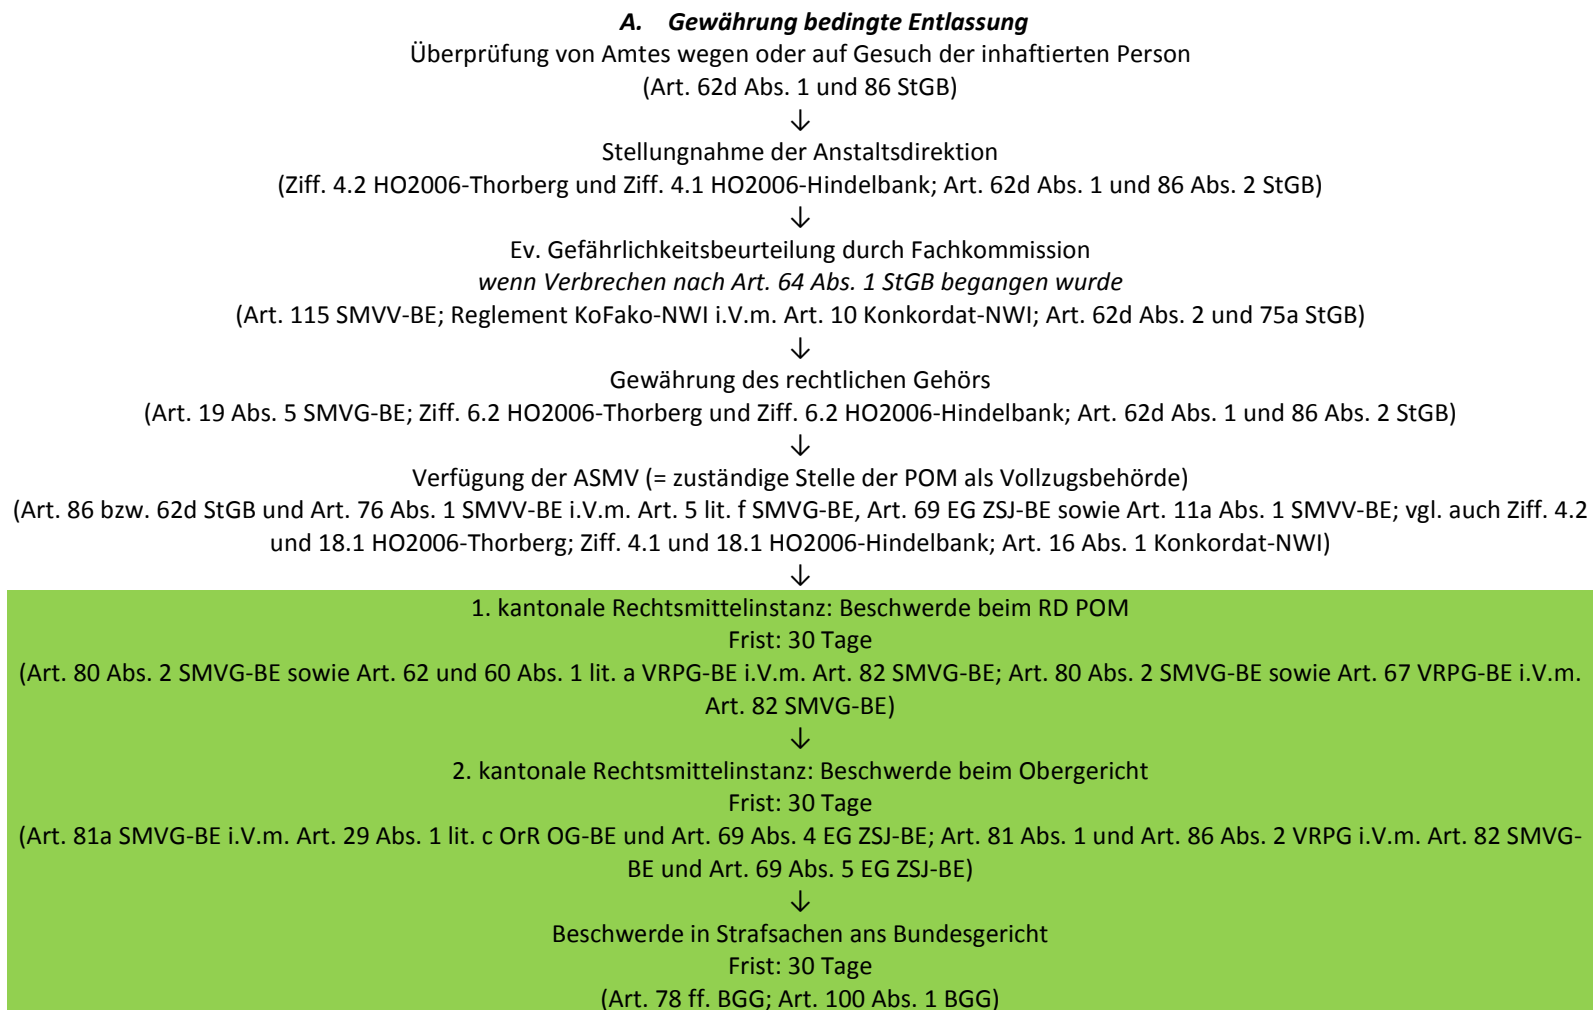 A. Gewährung bedingte Entlassung
Überprüfung von Amtes wegen oder auf Gesuch der inhaftierten Person
(Art. 62d Abs. 1 und 86 StGB)
↓
Stellungnahme der Anstaltsdirektion
(Ziff. 4.2 HO2006-Thorberg und Ziff. 4.1 HO2006-Hindelbank; Art. 62d Abs. 1 und 86 Abs. 2 StGB)
↓
Ev. Gefährlichkeitsbeurteilung durch Fachkommission
wenn Verbrechen nach Art. 64 Abs. 1 StGB begangen wurde
(Art. 115 SMVV-BE; Reglement KoFako-NWI i.V.m. Art. 10 Konkordat-NWI; Art. 62d Abs. 2 und 75a StGB)
↓
Gewährung des rechtlichen Gehörs
(Art. 19 Abs. 5 SMVG-BE; Ziff. 6.2 HO2006-Thorberg und Ziff. 6.2 HO2006-Hindelbank; Art. 62d Abs. 1 und 86 Abs. 2 StGB)
↓
Verfügung der ASMV (= zuständige Stelle der POM als Vollzugsbehörde)
(Art. 86 bzw. 62d StGB und Art. 76 Abs. 1 SMVV-BE i.V.m. Art. 5 lit. f SMVG-BE, Art. 69 EG ZSJ-BE sowie Art. 11a Abs. 1 SMVV-BE; vgl. auch Ziff. 4.2
und 18.1 HO2006-Thorberg; Ziff. 4.1 und 18.1 HO2006-Hindelbank; Art. 16 Abs. 1 Konkordat-NWI)
↓
1. kantonale Rechtsmittelinstanz: Beschwerde beim RD POM
Frist: 30 Tage
(Art. 80 Abs. 2 SMVG-BE sowie Art. 62 und 60 Abs. 1 lit. a VRPG-BE i.V.m. Art. 82 SMVG-BE; Art. 80 Abs. 2 SMVG-BE sowie Art. 67 VRPG-BE i.V.m.
Art. 82 SMVG-BE)
↓
2. kantonale Rechtsmittelinstanz: Beschwerde beim Obergericht
Frist: 30 Tage
(Art. 81a SMVG-BE i.V.m. Art. 29 Abs. 1 lit. c OrR OG-BE und Art. 69 Abs. 4 EG ZSJ-BE; Art. 81 Abs. 1 und Art. 86 Abs. 2 VRPG i.V.m. Art. 82 SMVG-
BE und Art. 69 Abs. 5 EG ZSJ-BE)
↓
Beschwerde in Strafsachen ans Bundesgericht
Frist: 30 Tage
(Art. 78 ff. BGG; Art. 100 Abs. 1 BGG)